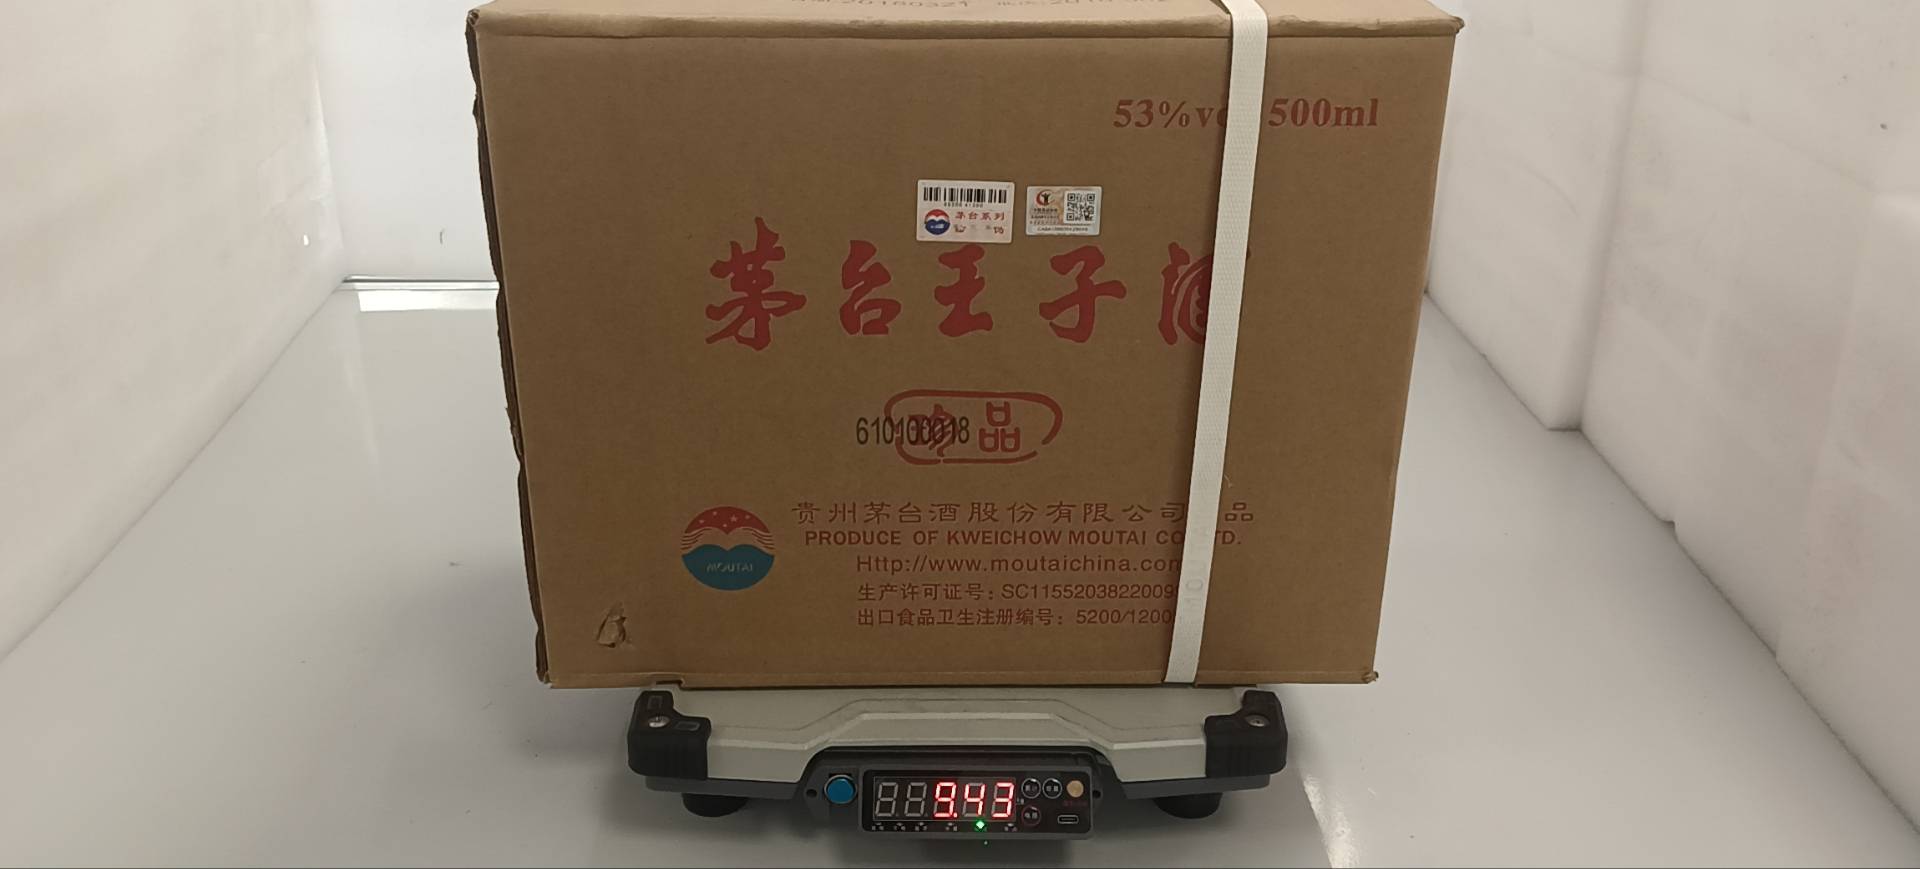 53%v 500ml
茅台系列
茅台王子酒
珍品
610100018
贵州茅台酒股份有限公司 品
PRODUCE OF KWEICHOW MOUTAI CO TD.
Http://www.moutaichina.com
MOUTAI
生产许可证号：SC1155203822009
出口食品卫生注册编号：5200/1200
9.43